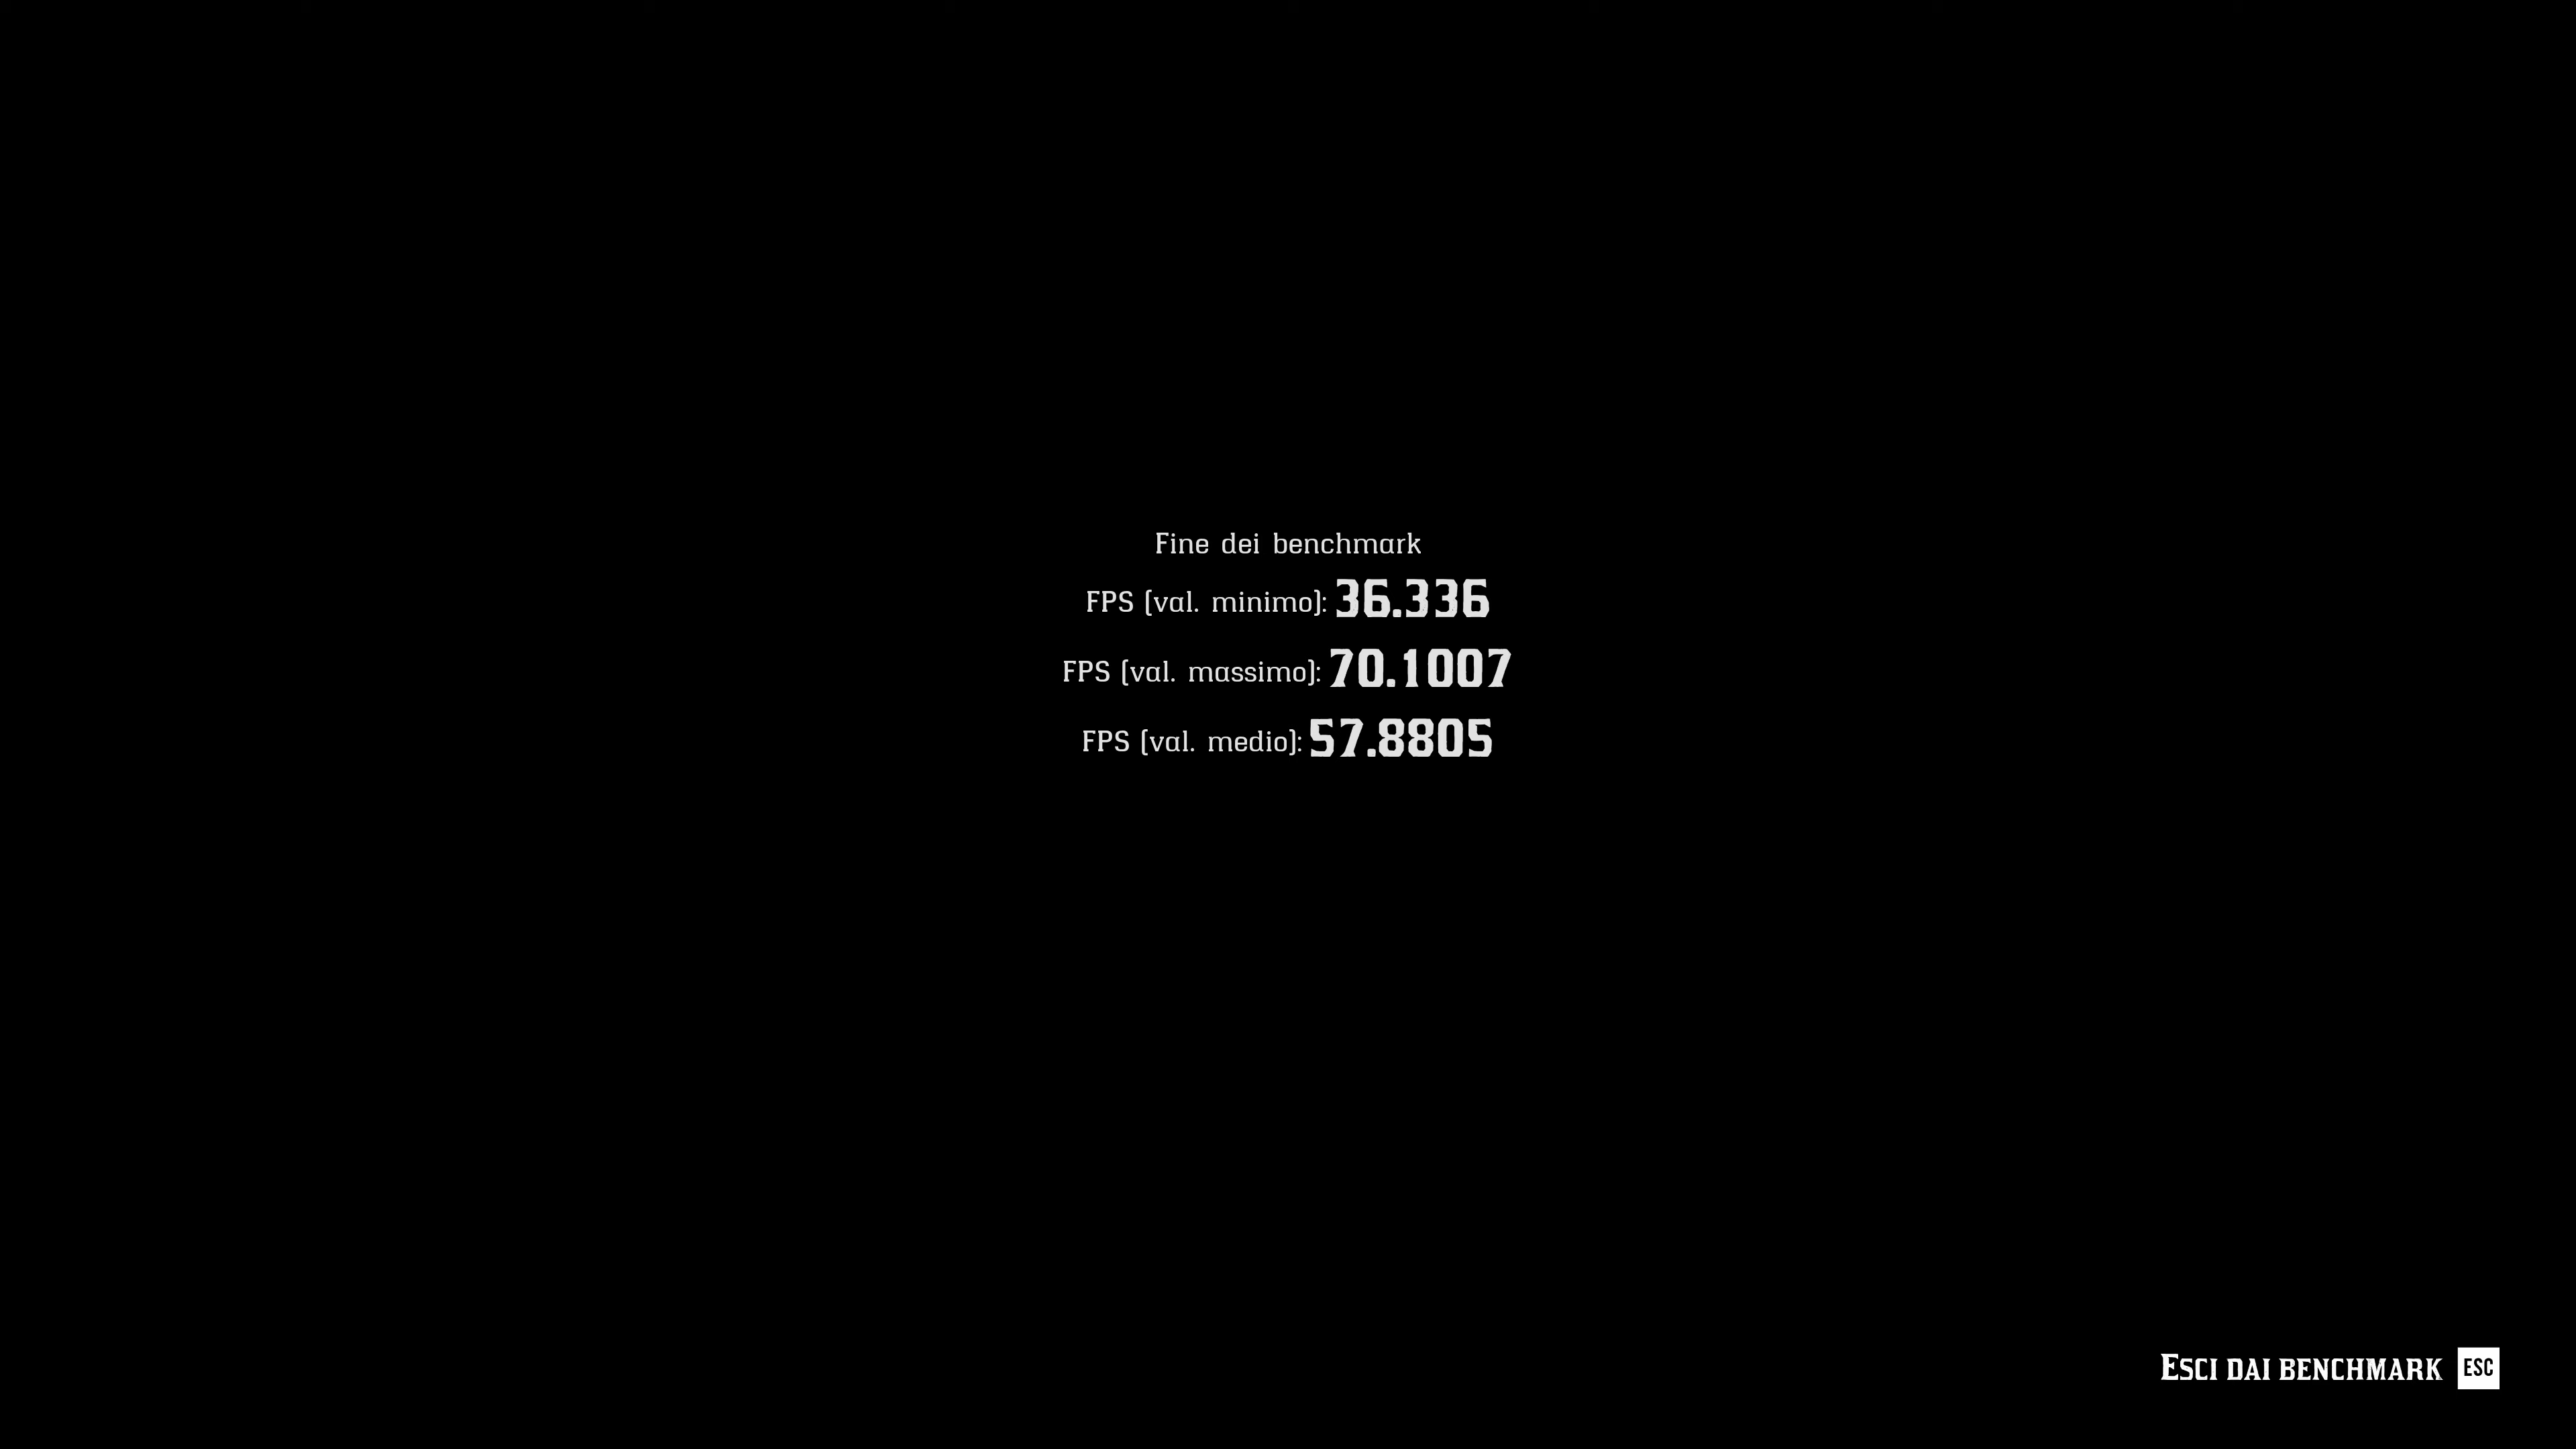 Fine dei benchmark
FPS (val. minimo): 36.336
FPS (val. massimo): 70.1007
FPS (val. medio): 57.8805
ESCI DAI BENCHMARK ESC